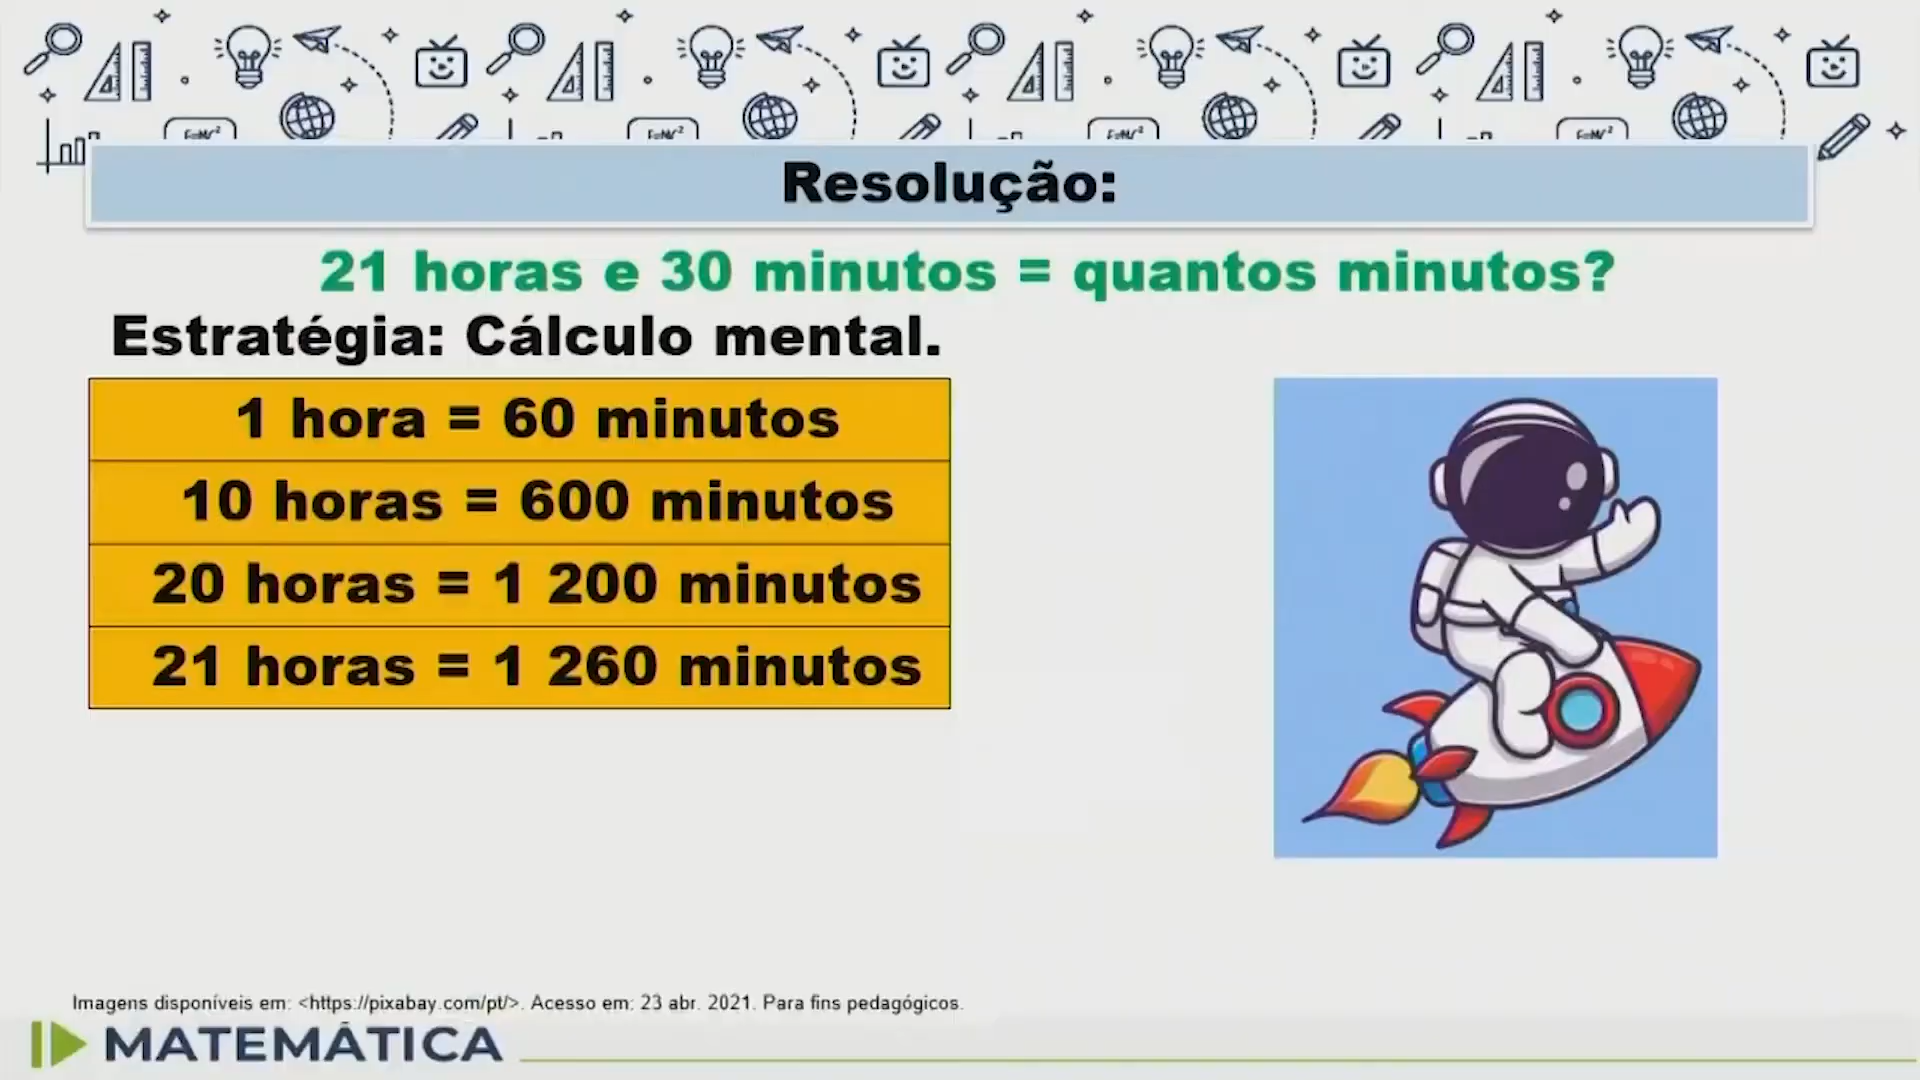 Resolução:
21 horas e 30 minutos = quantos minutos?
Estratégia: Cálculo mental.
1 hora = 60 minutos
10 horas = 600 minutos
20 horas = 1 200 minutos
21 horas = 1 260 minutos
Imagens disponíveis em: <https://pixabay.com/pt/>. Acesso em: 23 abr. 2021. Para fins pedagógicos.
MATEMÁTICA